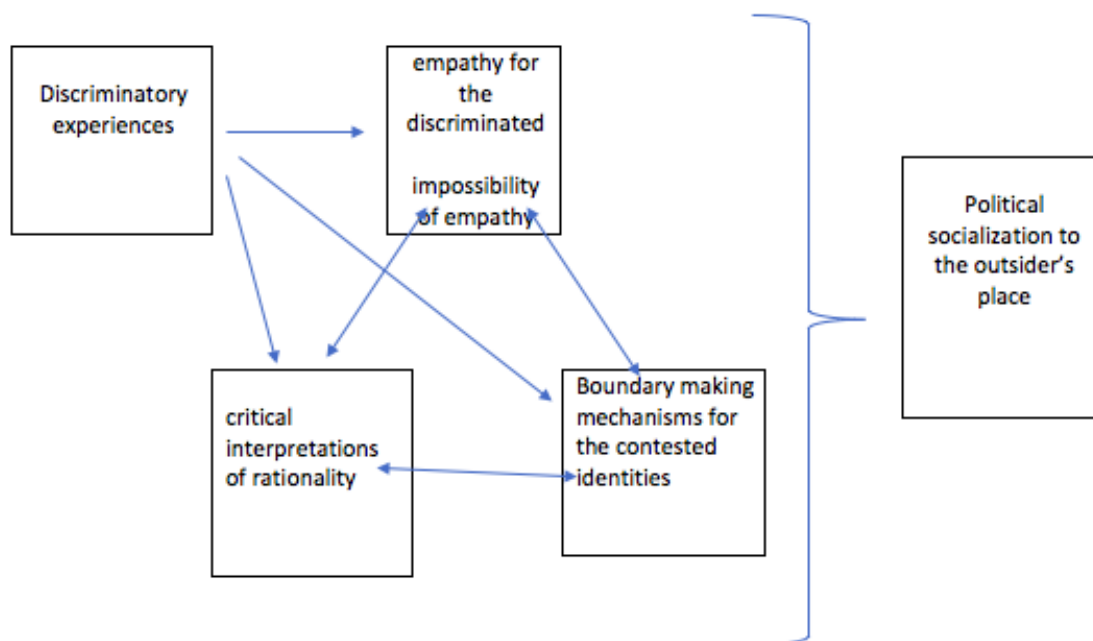 Discriminatory
experiences
empathy for
the
discriminated
impossibility
of empathy
critical
interpretations
of rationality
Boundary making
mechanisms for
the contested
identities
Political
socialization to
the outsider's
place